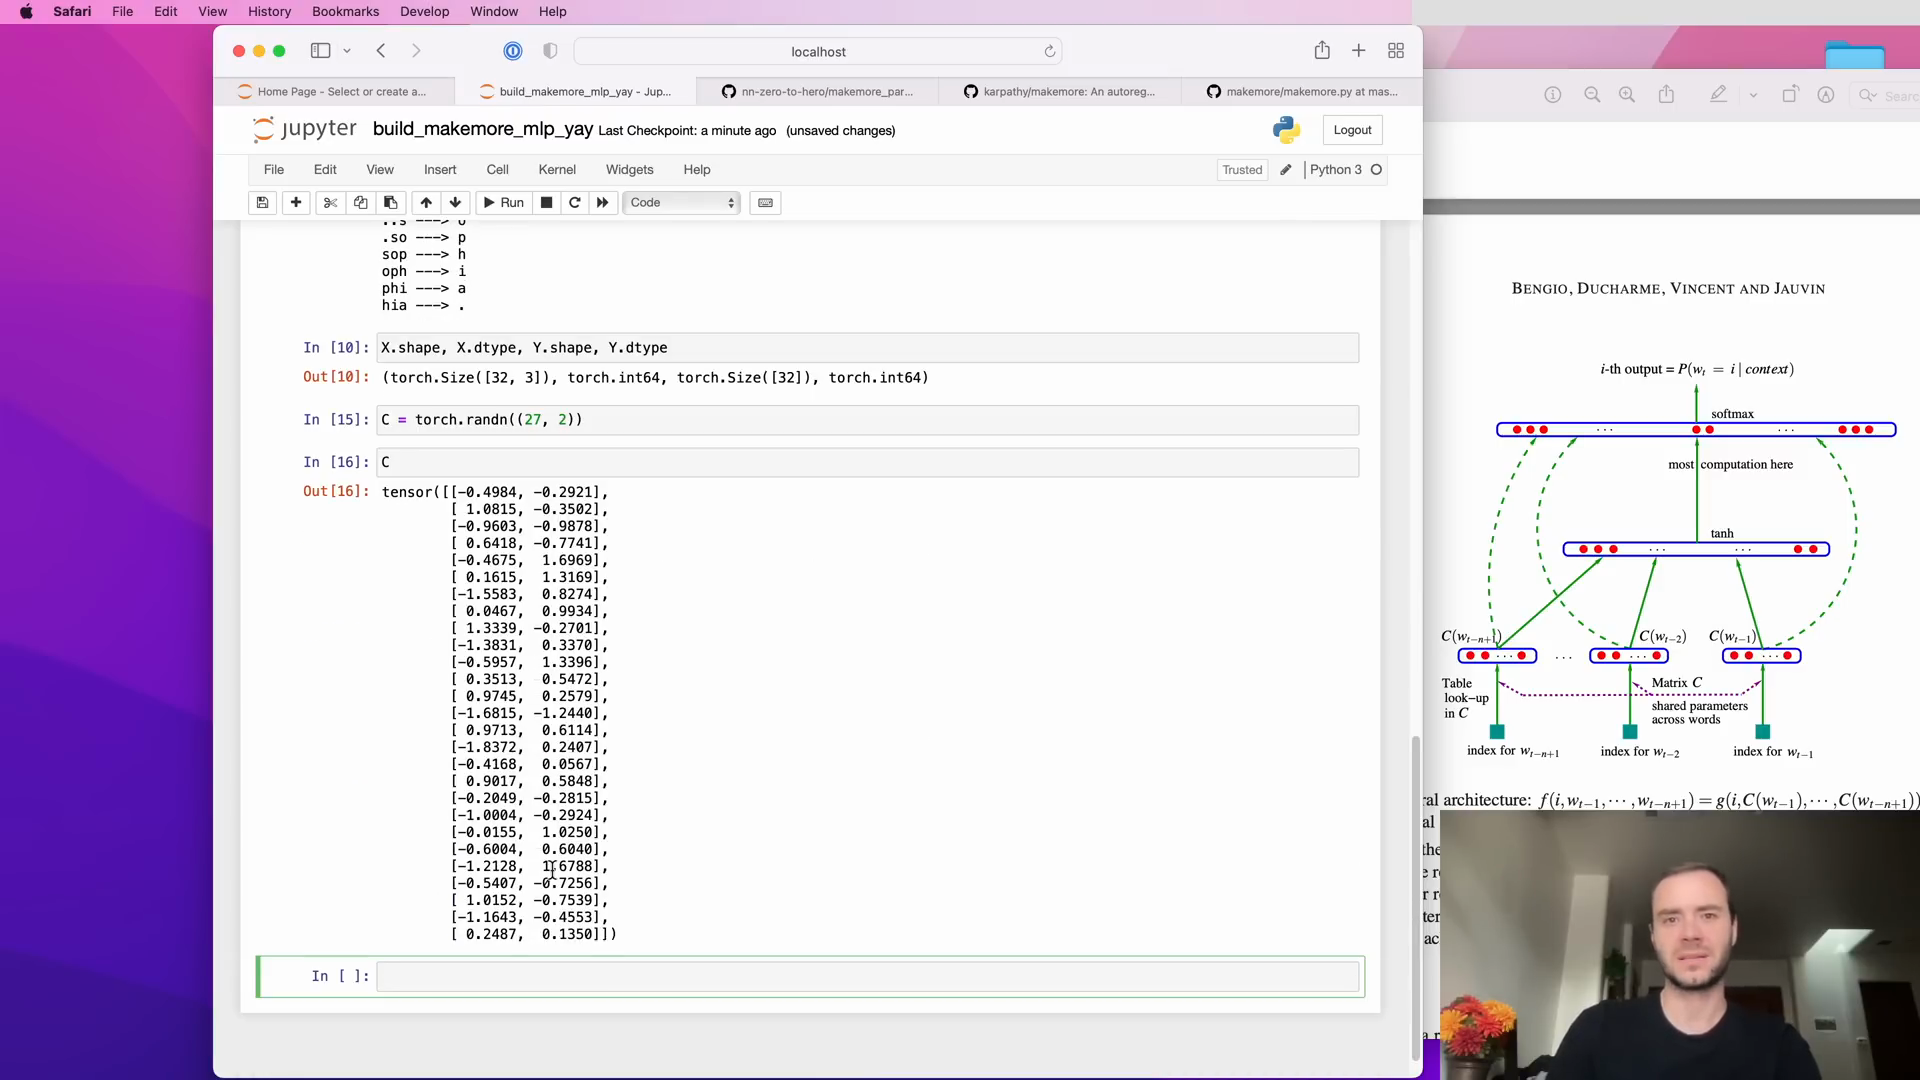 Safari File Edit View History Bookmarks Develop Window Help
localhost
Home Page - Select or create a...
build_makemore_mlp_yay - Jup...
nn-zero-to-hero/makemore_par...
karpathy/makemore: An autoreg...
makemore/makemore.py at mas...
Search
jupyter build_makemore_mlp_yay Last Checkpoint: a minute ago (unsaved changes)
Logout
File Edit View Insert Cell Kernel Widgets Help
Trusted Python 3
Run Code
.so ---> p
sop ---> h
oph ---> i
phi ---> a
hia ---> .
In [10]: X.shape, X.dtype, Y.shape, Y.dtype
Out[10]: (torch.Size([32, 3]), torch.int64, torch.Size([32]), torch.int64)
In [15]: C = torch.randn((27, 2))
In [16]: C
Out[16]: tensor([[-0.4984, -0.2921],
[ 1.0815, -0.3502],
[-0.9603, -0.9878],
[ 0.6418, -0.7741],
[-0.4675, 1.6969],
[ 0.1615, 1.3169],
[-1.5583, 0.8274],
[ 0.0467, 0.9934],
[ 1.3339, -0.2701],
[-1.3831, 0.3370],
[-0.5957, 1.3396],
[ 0.3513, 0.5472],
[ 0.9745, 0.2579],
[-1.6815, -1.2440],
[ 0.9713, 0.6114],
[-1.8372, 0.2407],
[-0.4168, 0.0567],
[ 0.9017, 0.5848],
[-0.2049, -0.2815],
[-1.0004, -0.2924],
[-0.0155, 1.0250],
[-0.6004, 0.6040],
[-1.2128, 1.6788],
[-0.5407, -0.7256],
[ 1.0152, -0.7539],
[-1.1643, -0.4553],
[ 0.2487, 0.1350]])
In [ ]:
BENGIO, DUCHARME, VINCENT AND JAUVIN
i-th output = P(w_t = i | context)
softmax
... ... ...
most computation here
tanh
... ...
C(w_{t-n+1}) C(w_{t-2}) C(w_{t-1})
... ... ... ...
Table
look-up
in C
Matrix C
shared parameters
across words
index for w_{t-n+1} index for w_{t-2} index for w_{t-1}
architecture: f(i, w_{t-1}, ..., w_{t-n+1}) = g(i, C(w_{t-1}), ..., C(w_{t-n+1}))